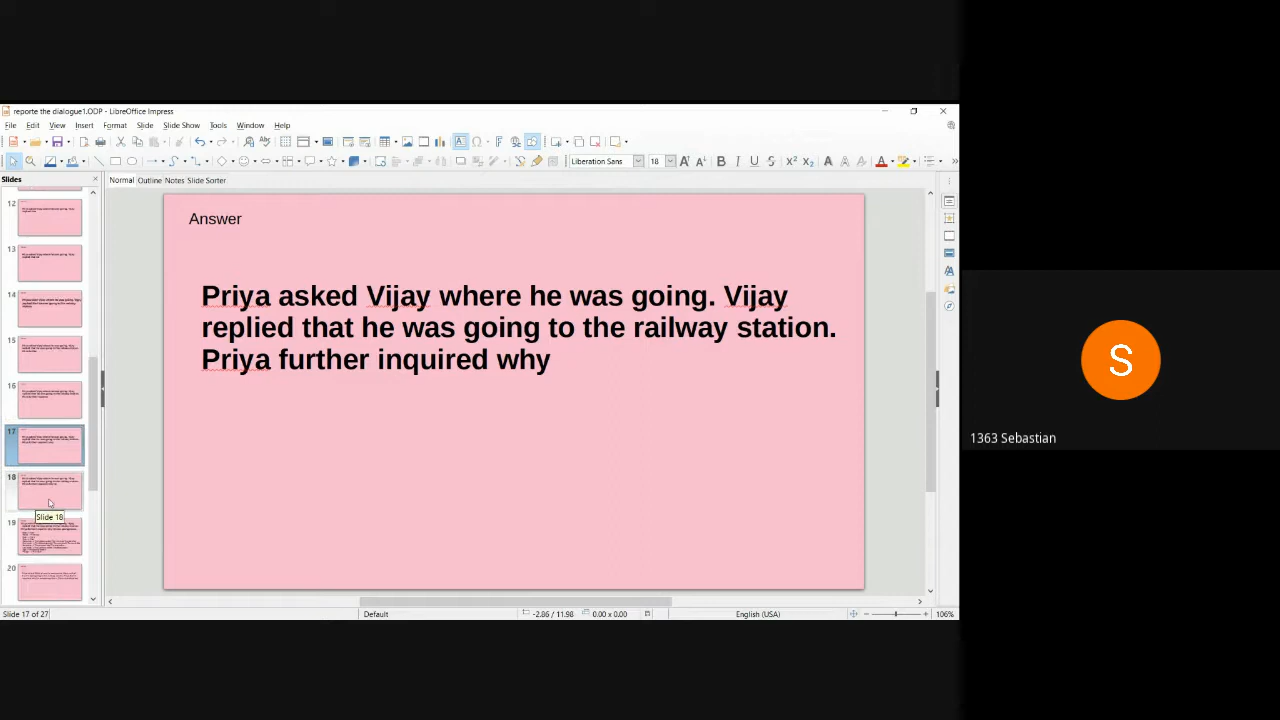 reporte the dialogue1.ODP - LibreOffice Impress
File Edit View Insert Format Slide Slide Show Tools Window Help
Liberation Sans 18
Slides
Normal Outline Notes Slide Sorter
12
13
14
15
16
17
18
Slide 18
19
20
Answer
Priya asked Vijay where he was going. Vijay
replied that he was going to the railway station.
Priya further inquired why
1363 Sebastian
S
Slide 17 of 27 Default -2.86 / 11.98 0.00 x 0.00 English (USA) 106%